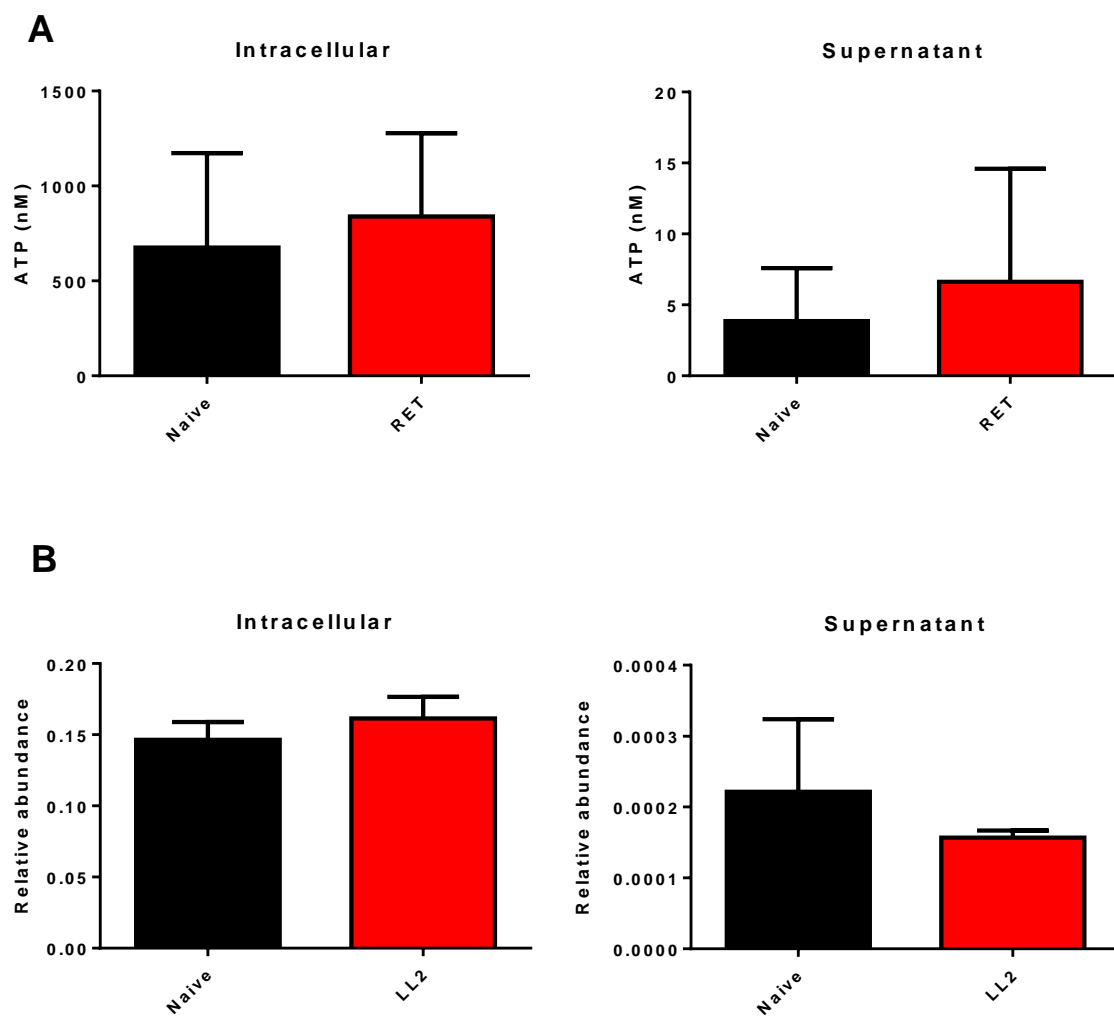 A
Intracellular
1500
1000
500
0
ATP (nM)
Naive
RET
Supernatant
20
15
10
5
0
ATP (nM)
Naive
RET
B
Intracellular
0.20
0.15
0.10
0.05
0.00
Relative abundance
Naive
LL2
Supernatant
0.0004
0.0003
0.0002
0.0001
0.0000
Relative abundance
Naive
LL2